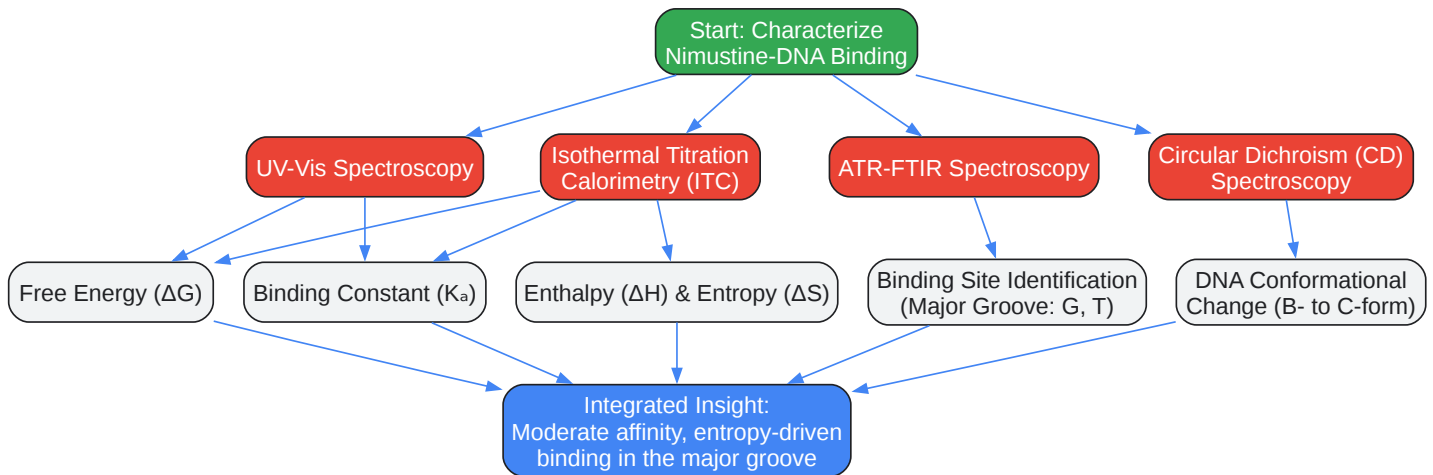 Start: Characterize
Nimustine-DNA Binding
UV-Vis Spectroscopy
Isothermal Titration
Calorimetry (ITC)
ATR-FTIR Spectroscopy
Circular Dichroism (CD)
Spectroscopy
Free Energy (ΔG)
Binding Constant (Kₐ)
Enthalpy (ΔH) & Entropy (ΔS)
Binding Site Identification
(Major Groove: G, T)
DNA Conformational
Change (B- to C-form)
Integrated Insight:
Moderate affinity, entropy-driven
binding in the major groove